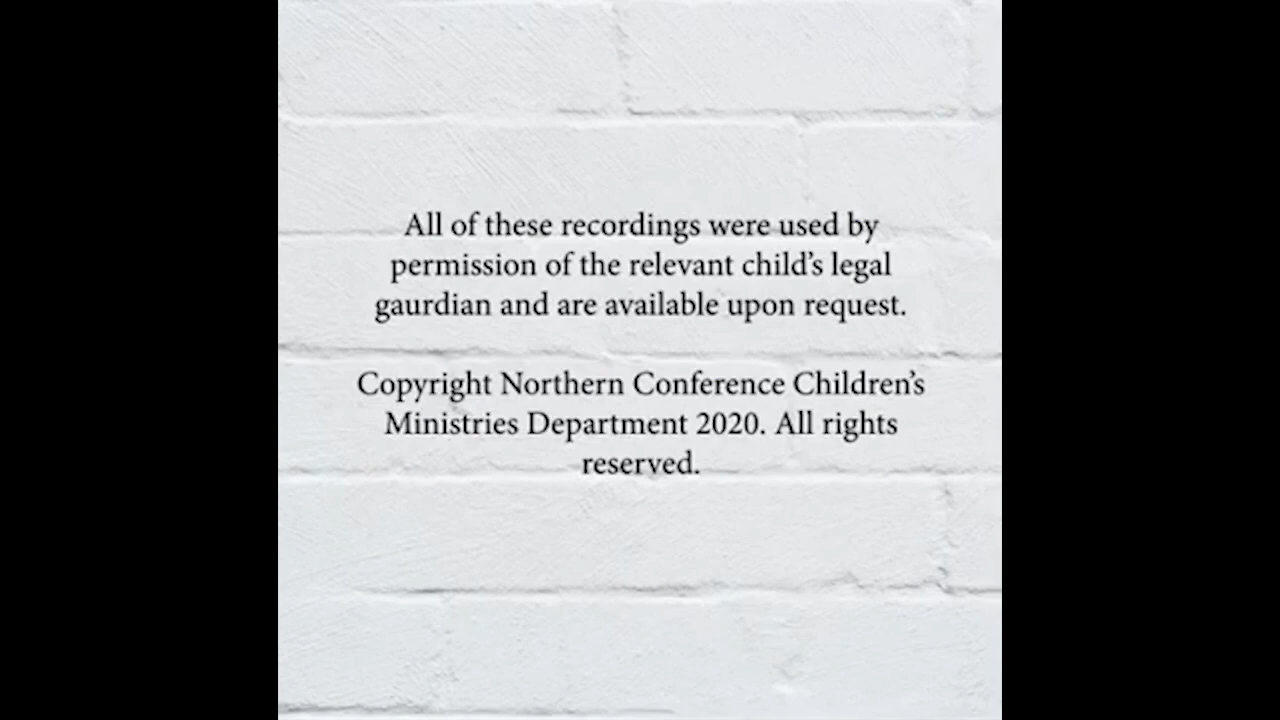 All of these recordings were used by
permission of the relevant child’s legal
gaurdian and are available upon request.
Copyright Northern Conference Children’s
Ministries Department 2020. All rights
reserved.